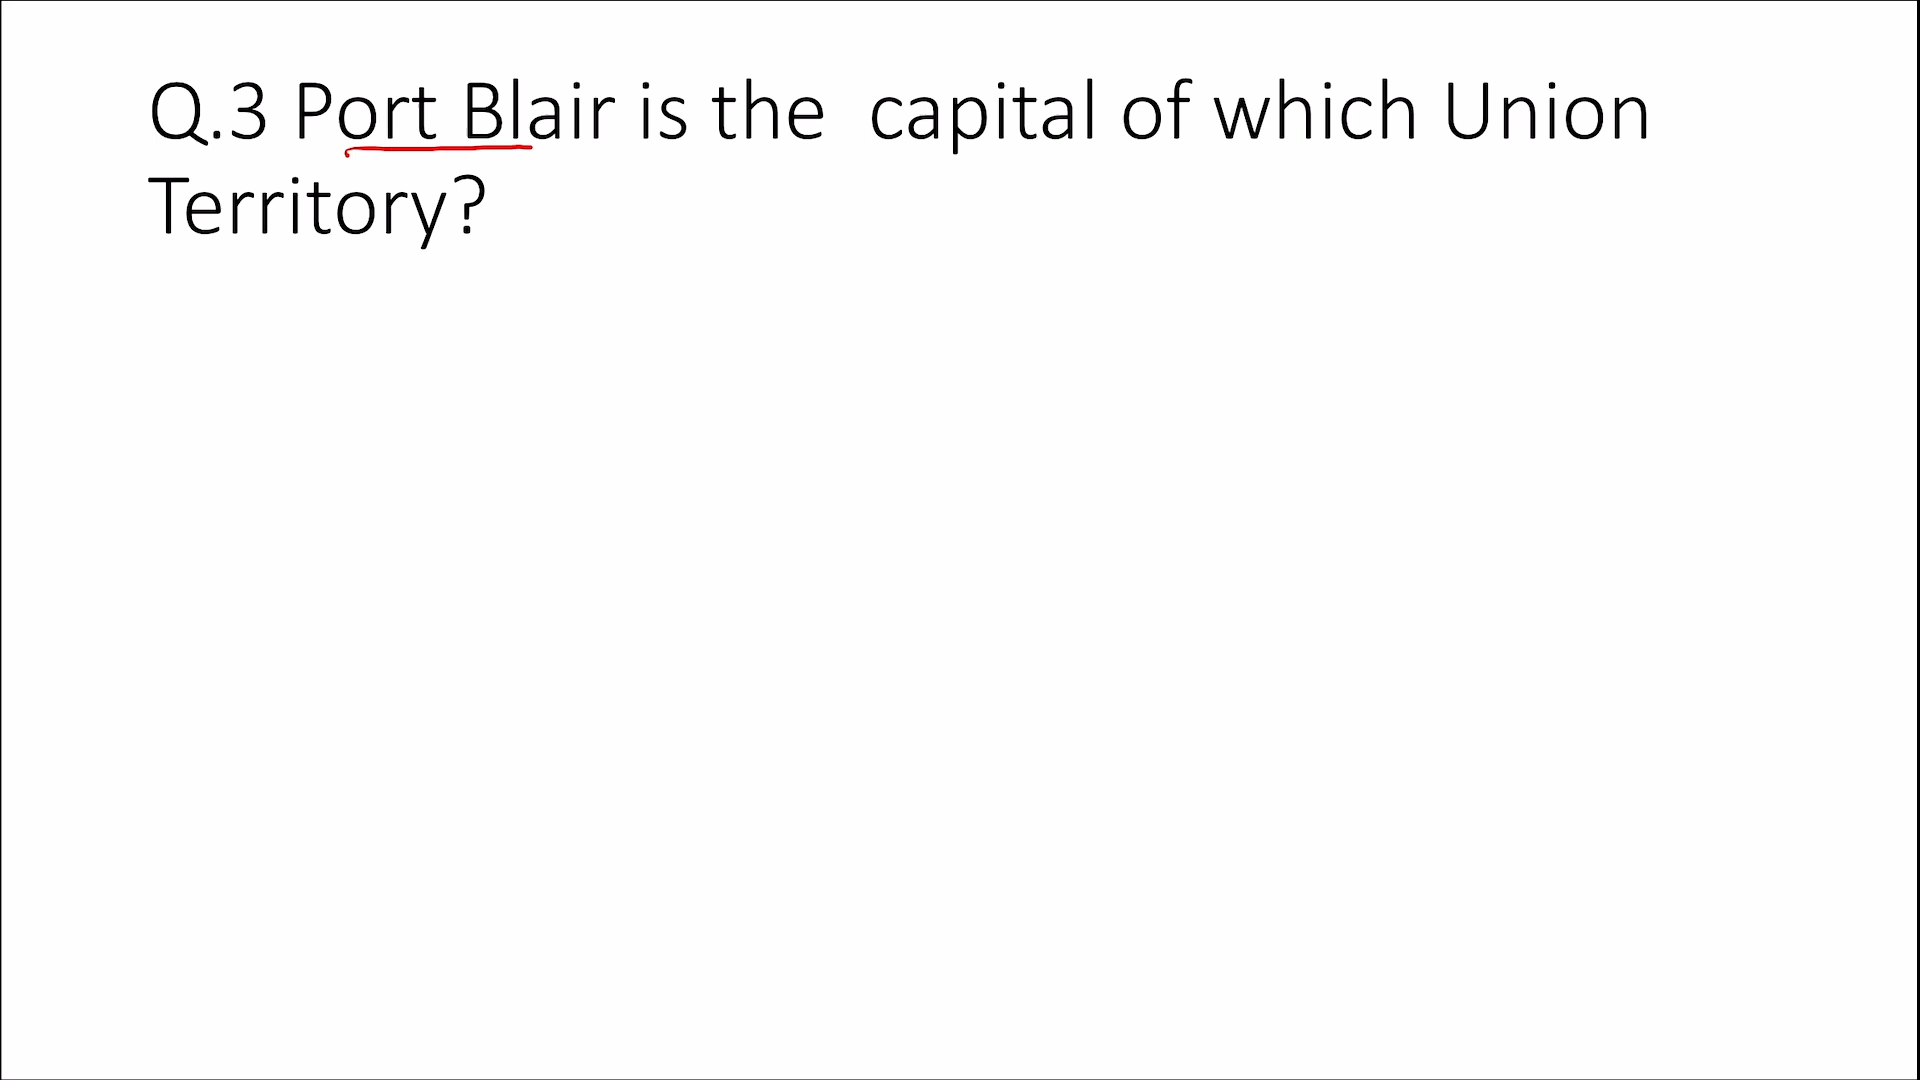 Q.3 Port Blair is the  capital of which Union
Territory?